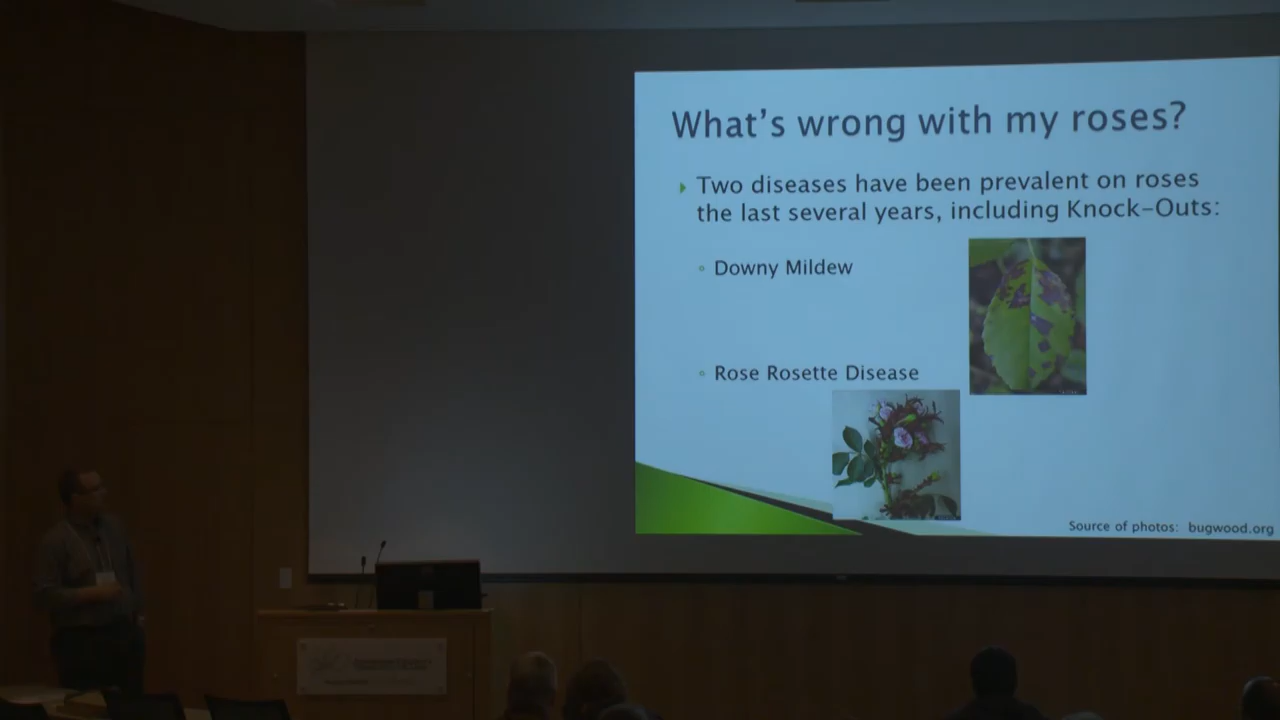 What's wrong with my roses?
Two diseases have been prevalent on roses
the last several years, including Knock-Outs:
Downy Mildew
Rose Rosette Disease
Source of photos: bugwood.org